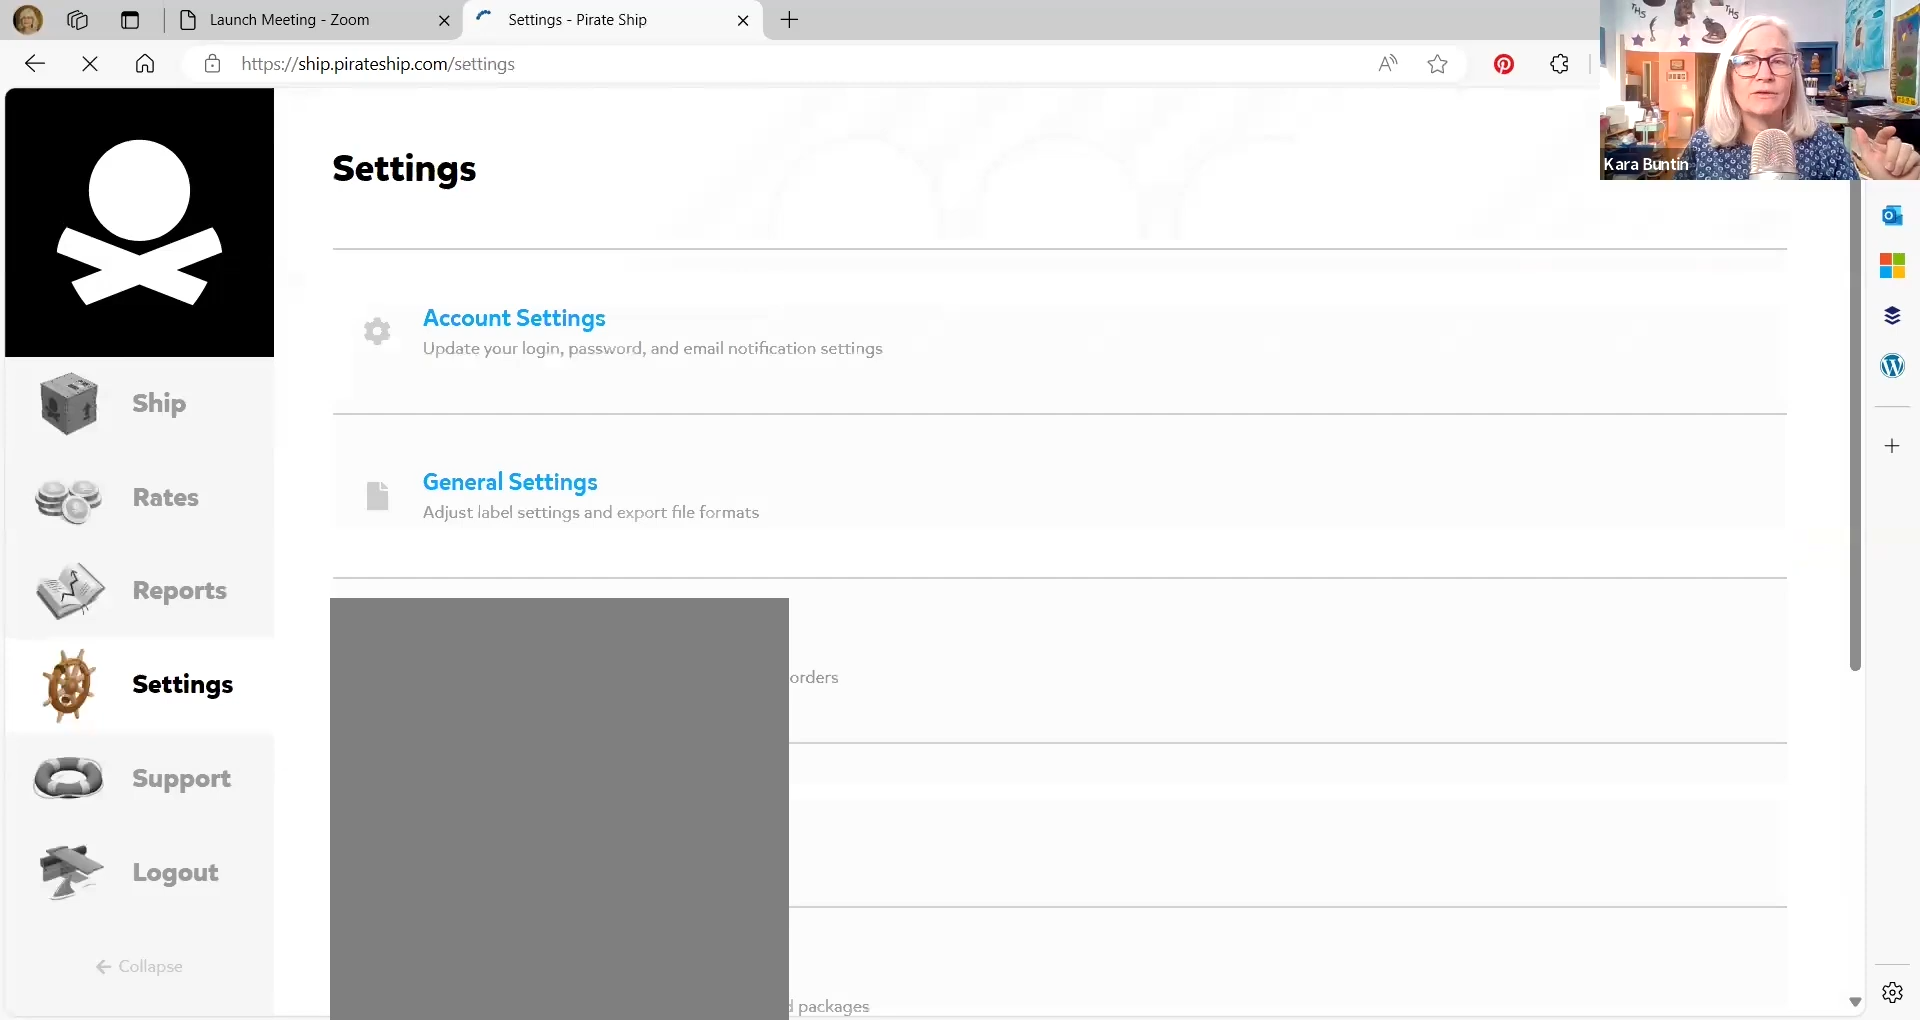 Launch Meeting - Zoom
Settings - Pirate Ship
https://ship.pirateship.com/settings
Kara Buntin
THS
THS
Settings
Account Settings
Update your login, password, and email notification settings
General Settings
Adjust label settings and export file formats
orders
packages
Ship
Rates
Reports
Settings
Support
Logout
Collapse